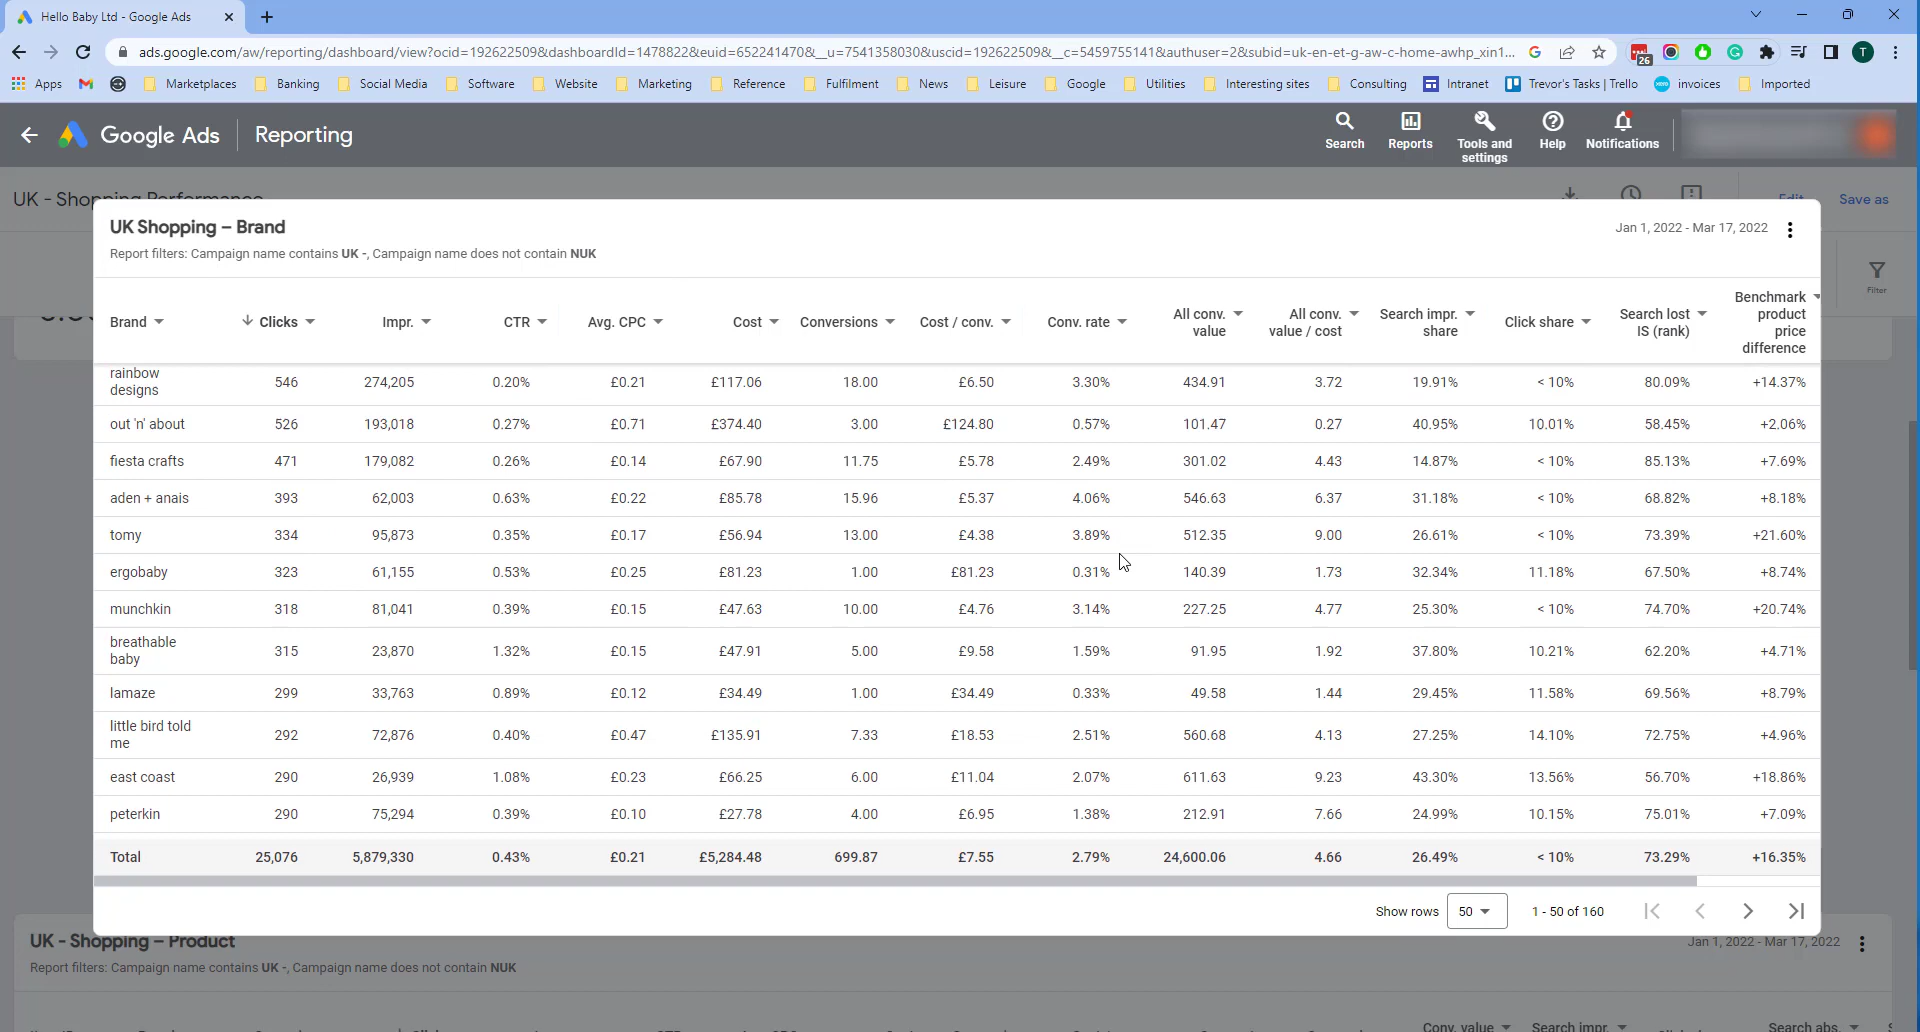 Hello Baby Ltd - Google Ads
ads.google.com/aw/reporting/dashboard/view?ocid=192622509&dashboardId=1478822&euid=652241470&__u=7541358030&uscid=192622509&__c=5459755141&authuser=2&subid=uk-en-et-g-aw-c-home-awhp_xin1...
26
T
Apps Marketplaces Banking Social Media Software Website Marketing Reference Fulfilment News Leisure Google Utilities Interesting sites Consulting Intranet Trevor's Tasks | Trello invoices Imported
Google Ads Reporting
Search Reports Tools and settings Help Notifications
UK - Shopping Performance Edit Save as
Filter
UK Shopping – Brand
Jan 1, 2022 - Mar 17, 2022
Report filters: Campaign name contains UK -, Campaign name does not contain NUK
Brand Clicks Impr. CTR Avg. CPC Cost Conversions Cost / conv. Conv. rate All conv. value All conv. value / cost Search impr. share Click share Search lost IS (rank) Benchmark product price difference
rainbow designs 546 274,205 0.20% £0.21 £117.06 18.00 £6.50 3.30% 434.91 3.72 19.91% < 10% 80.09% +14.37%
out 'n' about 526 193,018 0.27% £0.71 £374.40 3.00 £124.80 0.57% 101.47 0.27 40.95% 10.01% 58.45% +2.06%
fiesta crafts 471 179,082 0.26% £0.14 £67.90 11.75 £5.78 2.49% 301.02 4.43 14.87% < 10% 85.13% +7.69%
aden + anais 393 62,003 0.63% £0.22 £85.78 15.96 £5.37 4.06% 546.63 6.37 31.18% < 10% 68.82% +8.18%
tomy 334 95,873 0.35% £0.17 £56.94 13.00 £4.38 3.89% 512.35 9.00 26.61% < 10% 73.39% +21.60%
ergobaby 323 61,155 0.53% £0.25 £81.23 1.00 £81.23 0.31% 140.39 1.73 32.34% 11.18% 67.50% +8.74%
munchkin 318 81,041 0.39% £0.15 £47.63 10.00 £4.76 3.14% 227.25 4.77 25.30% < 10% 74.70% +20.74%
breathable baby 315 23,870 1.32% £0.15 £47.91 5.00 £9.58 1.59% 91.95 1.92 37.80% 10.21% 62.20% +4.71%
lamaze 299 33,763 0.89% £0.12 £34.49 1.00 £34.49 0.33% 49.58 1.44 29.45% 11.58% 69.56% +8.79%
little bird told me 292 72,876 0.40% £0.47 £135.91 7.33 £18.53 2.51% 560.68 4.13 27.25% 14.10% 72.75% +4.96%
east coast 290 26,939 1.08% £0.23 £66.25 6.00 £11.04 2.07% 611.63 9.23 43.30% 13.56% 56.70% +18.86%
peterkin 290 75,294 0.39% £0.10 £27.78 4.00 £6.95 1.38% 212.91 7.66 24.99% 10.15% 75.01% +7.09%
Total 25,076 5,879,330 0.43% £0.21 £5,284.48 699.87 £7.55 2.79% 24,600.06 4.66 26.49% < 10% 73.29% +16.35%
Show rows 50 1 - 50 of 160
UK - Shopping – Product
Jan 1, 2022 - Mar 17, 2022
Report filters: Campaign name contains UK -, Campaign name does not contain NUK
Conv. value Search impr. Search abs.